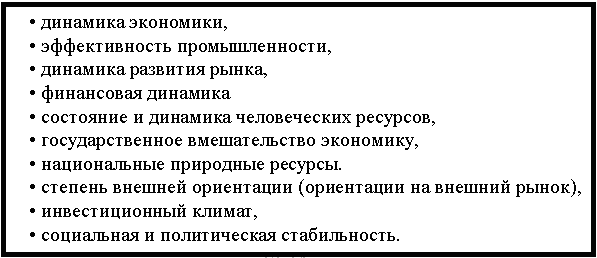 • динамика экономики,
• эффективность промышленности,
• динамика развития рынка,
• финансовая динамика
• состояние и динамика человеческих ресурсов,
• государственное вмешательство экономику,
• национальные природные ресурсы.
• степень внешней ориентации (ориентации на внешний рынок),
• инвестиционный климат,
• социальная и политическая стабильность.